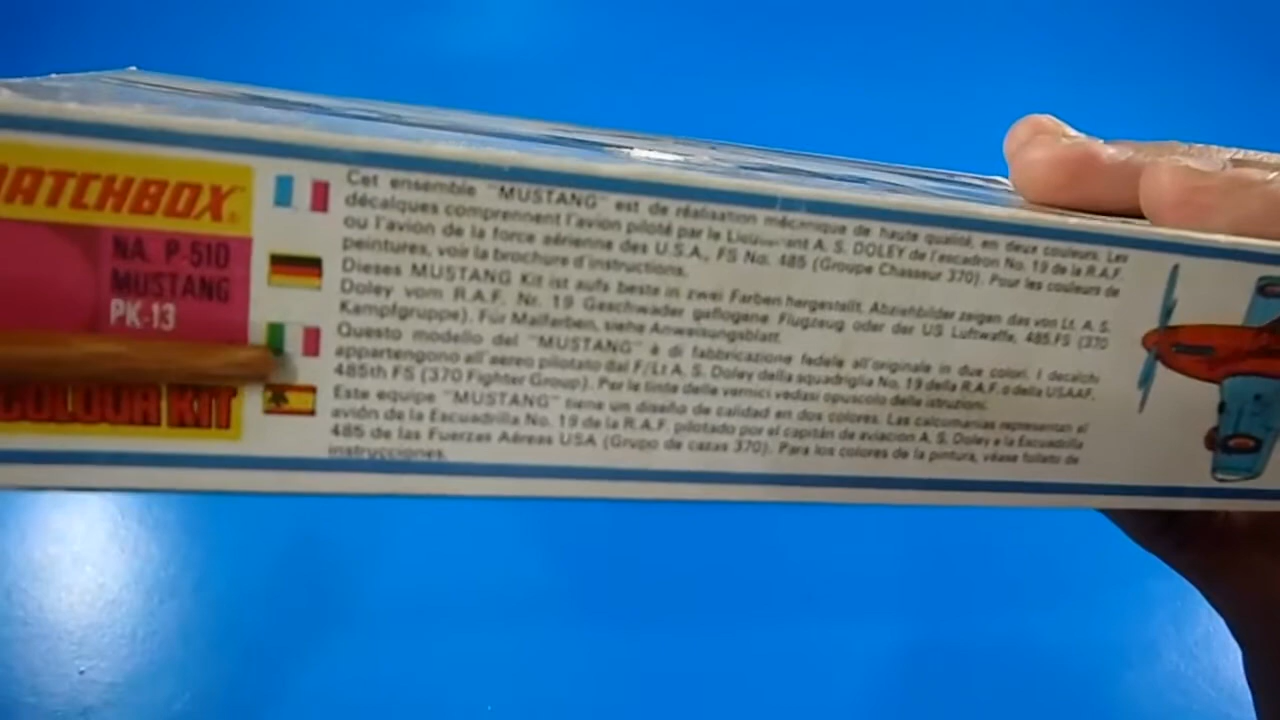 MATCHBOX
NA. P-51D
MUSTANG
PK-13
COLOUR KIT
Cet ensemble "MUSTANG" est de réalisation mécanique de haute qualité, en deux couleurs. Les
décalques comprennent l'avion piloté par le A. S. DOLEY de l'escadron No. 19 de la R.A.F.
ou l'avion de la force aérienne des U.S.A., FS No. 485 (Groupe Chasseur 370). Pour les couleurs de
peintures, voir la brochure d'instructions.
Dieses MUSTANG Kit ist aufs beste in zwei Farben hergestellt. Abziehbilder zeigen das von Lt. A. S.
Doley vom R.A.F. Nr. 19 Geschwader geflogene Flugzeug oder der US Luftwaffe, 485.FS (370
Kampfgruppe). Für Malfarben, siehe Anweisungsblatt.
Questo modello del "MUSTANG" è di fabbricazione fedele all'originale in due colori. I decalchi
appartengono all'aereo pilotato dal F/Lt A. S. Doley della squadriglia No. 19 della R.A.F. o della USAAF,
485th FS (370 Fighter Group). Per le tinte delle vernici vedasi opuscolo delle istruzioni.
Este equipe "MUSTANG" tiene un diseño de calidad en dos colores. Las calcomanias representan el
avión de la Escuadrilla No. 19 de la R.A.F. pilotado por el capitán de aviacion A. S. Doley e la Escuadrilla
485 de las Fuerzas Aéreas USA (Grupo de cazas 370). Para los colores de la pintura, véase folleto de
instrucciones.